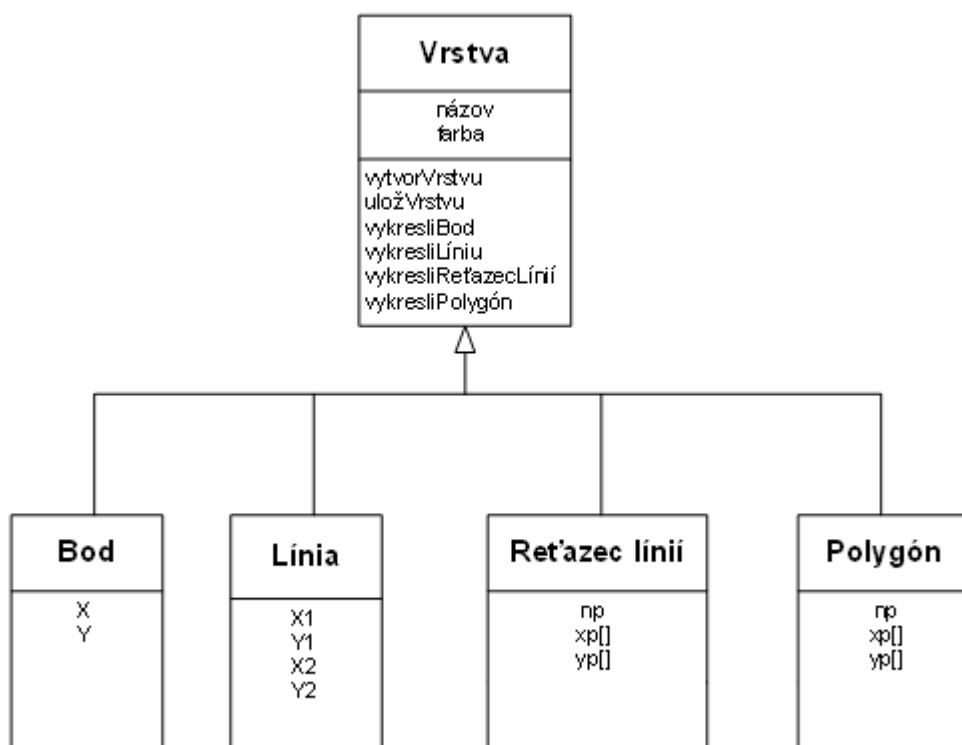 Vrstva
názov
farba
vytvorVrstvu
uložVrstvu
vykresliBod
vykresliLíniu
vykresliReťazecLínií
vykresliPolygón
Bod
X
Y
Línia
X1
Y1
X2
Y2
Reťazec línií
np
xp[]
yp[]
Polygón
np
xp[]
yp[]